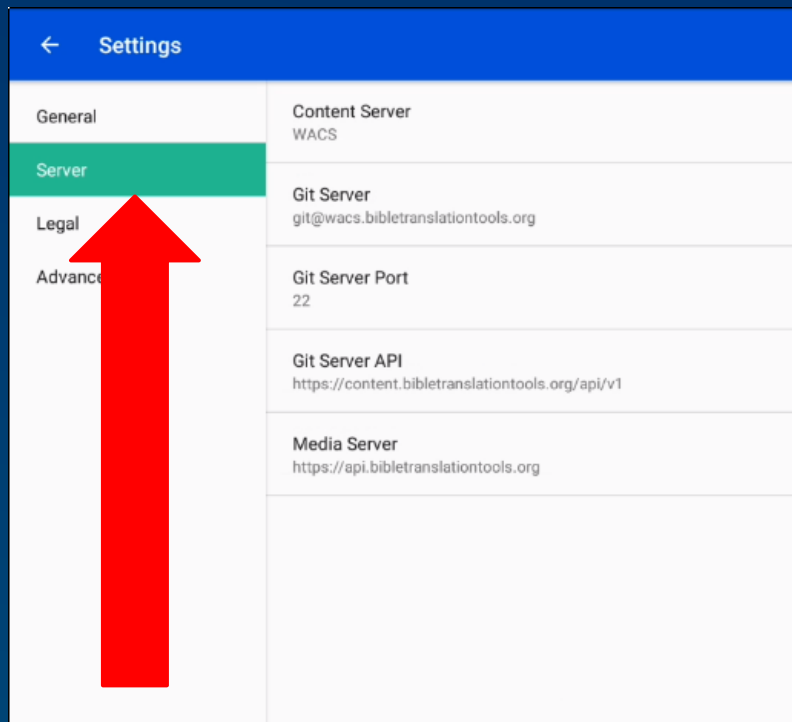 Settings
General
Server
Legal
Content Server
WACS
Git Server
git@wacs.bibletranslationtools.org
Git Server Port
22
Git Server API
https://content.bibletranslationtools.org/api/v1
Media Server
https://api.bibletranslationtools.org